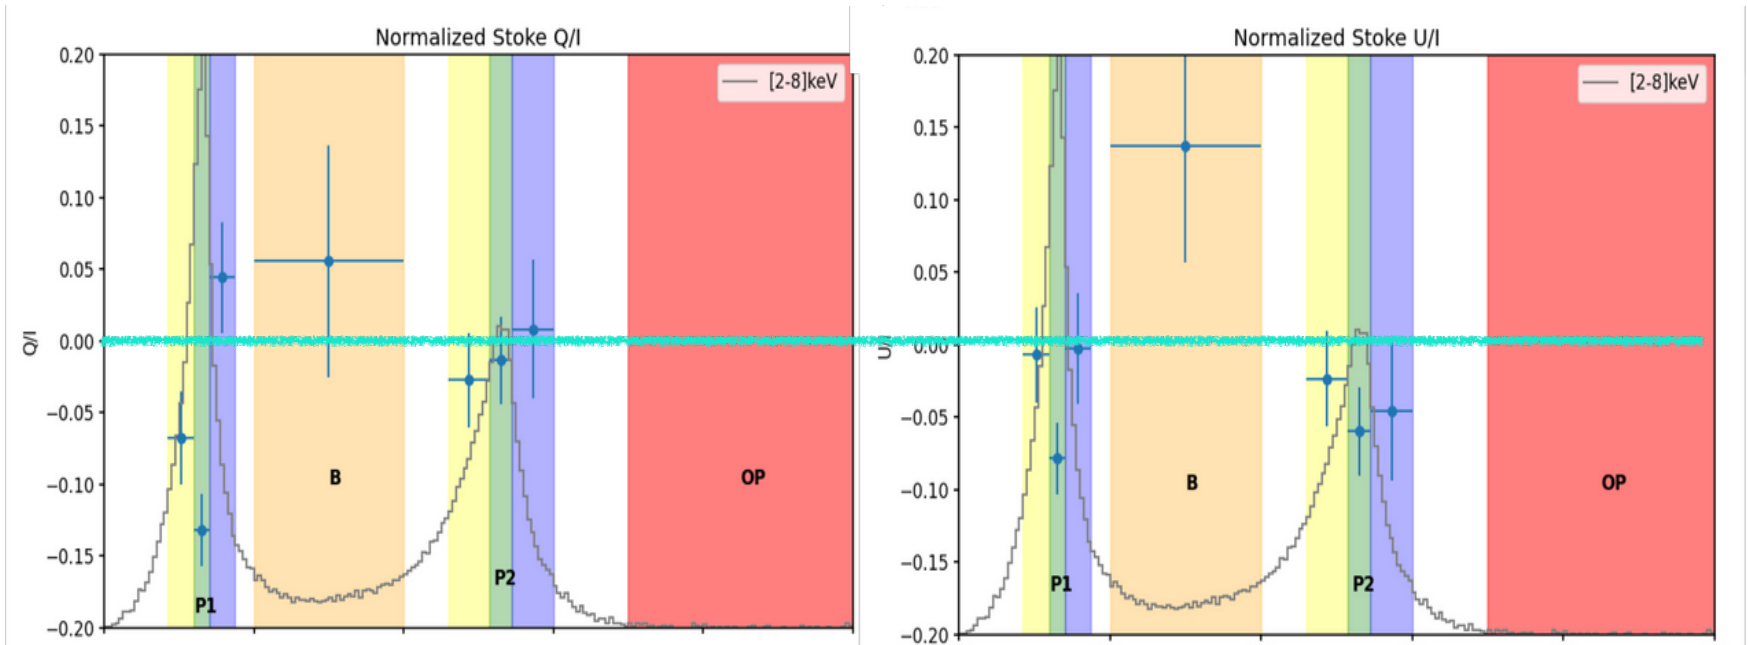 Normalized Stoke Q/I
0.20
0.15
0.10
0.05
0.00
−0.05
−0.10
−0.15
−0.20
Q/I
[2-8]keV
P1
B
P2
OP
Normalized Stoke U/I
0.20
0.15
0.10
0.05
0.00
−0.05
−0.10
−0.15
−0.20
U/I
[2-8]keV
P1
B
P2
OP